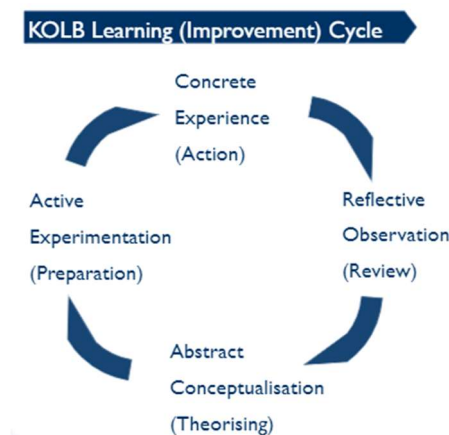 KOLB Learning (Improvement) Cycle
Concrete
Experience
(Action)
Reflective
Observation
(Review)
Abstract
Conceptualisation
(Theorising)
Active
Experimentation
(Preparation)